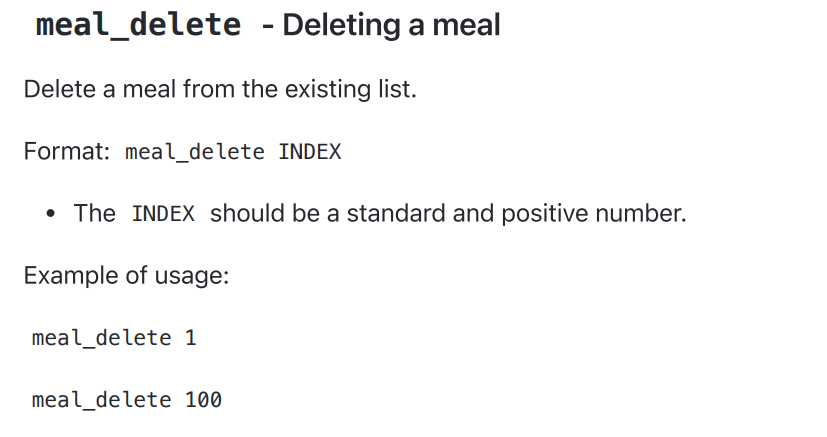 meal_delete - Deleting a meal
Delete a meal from the existing list.
Format: meal_delete INDEX
• The INDEX should be a standard and positive number.
Example of usage:
meal_delete 1
meal_delete 100